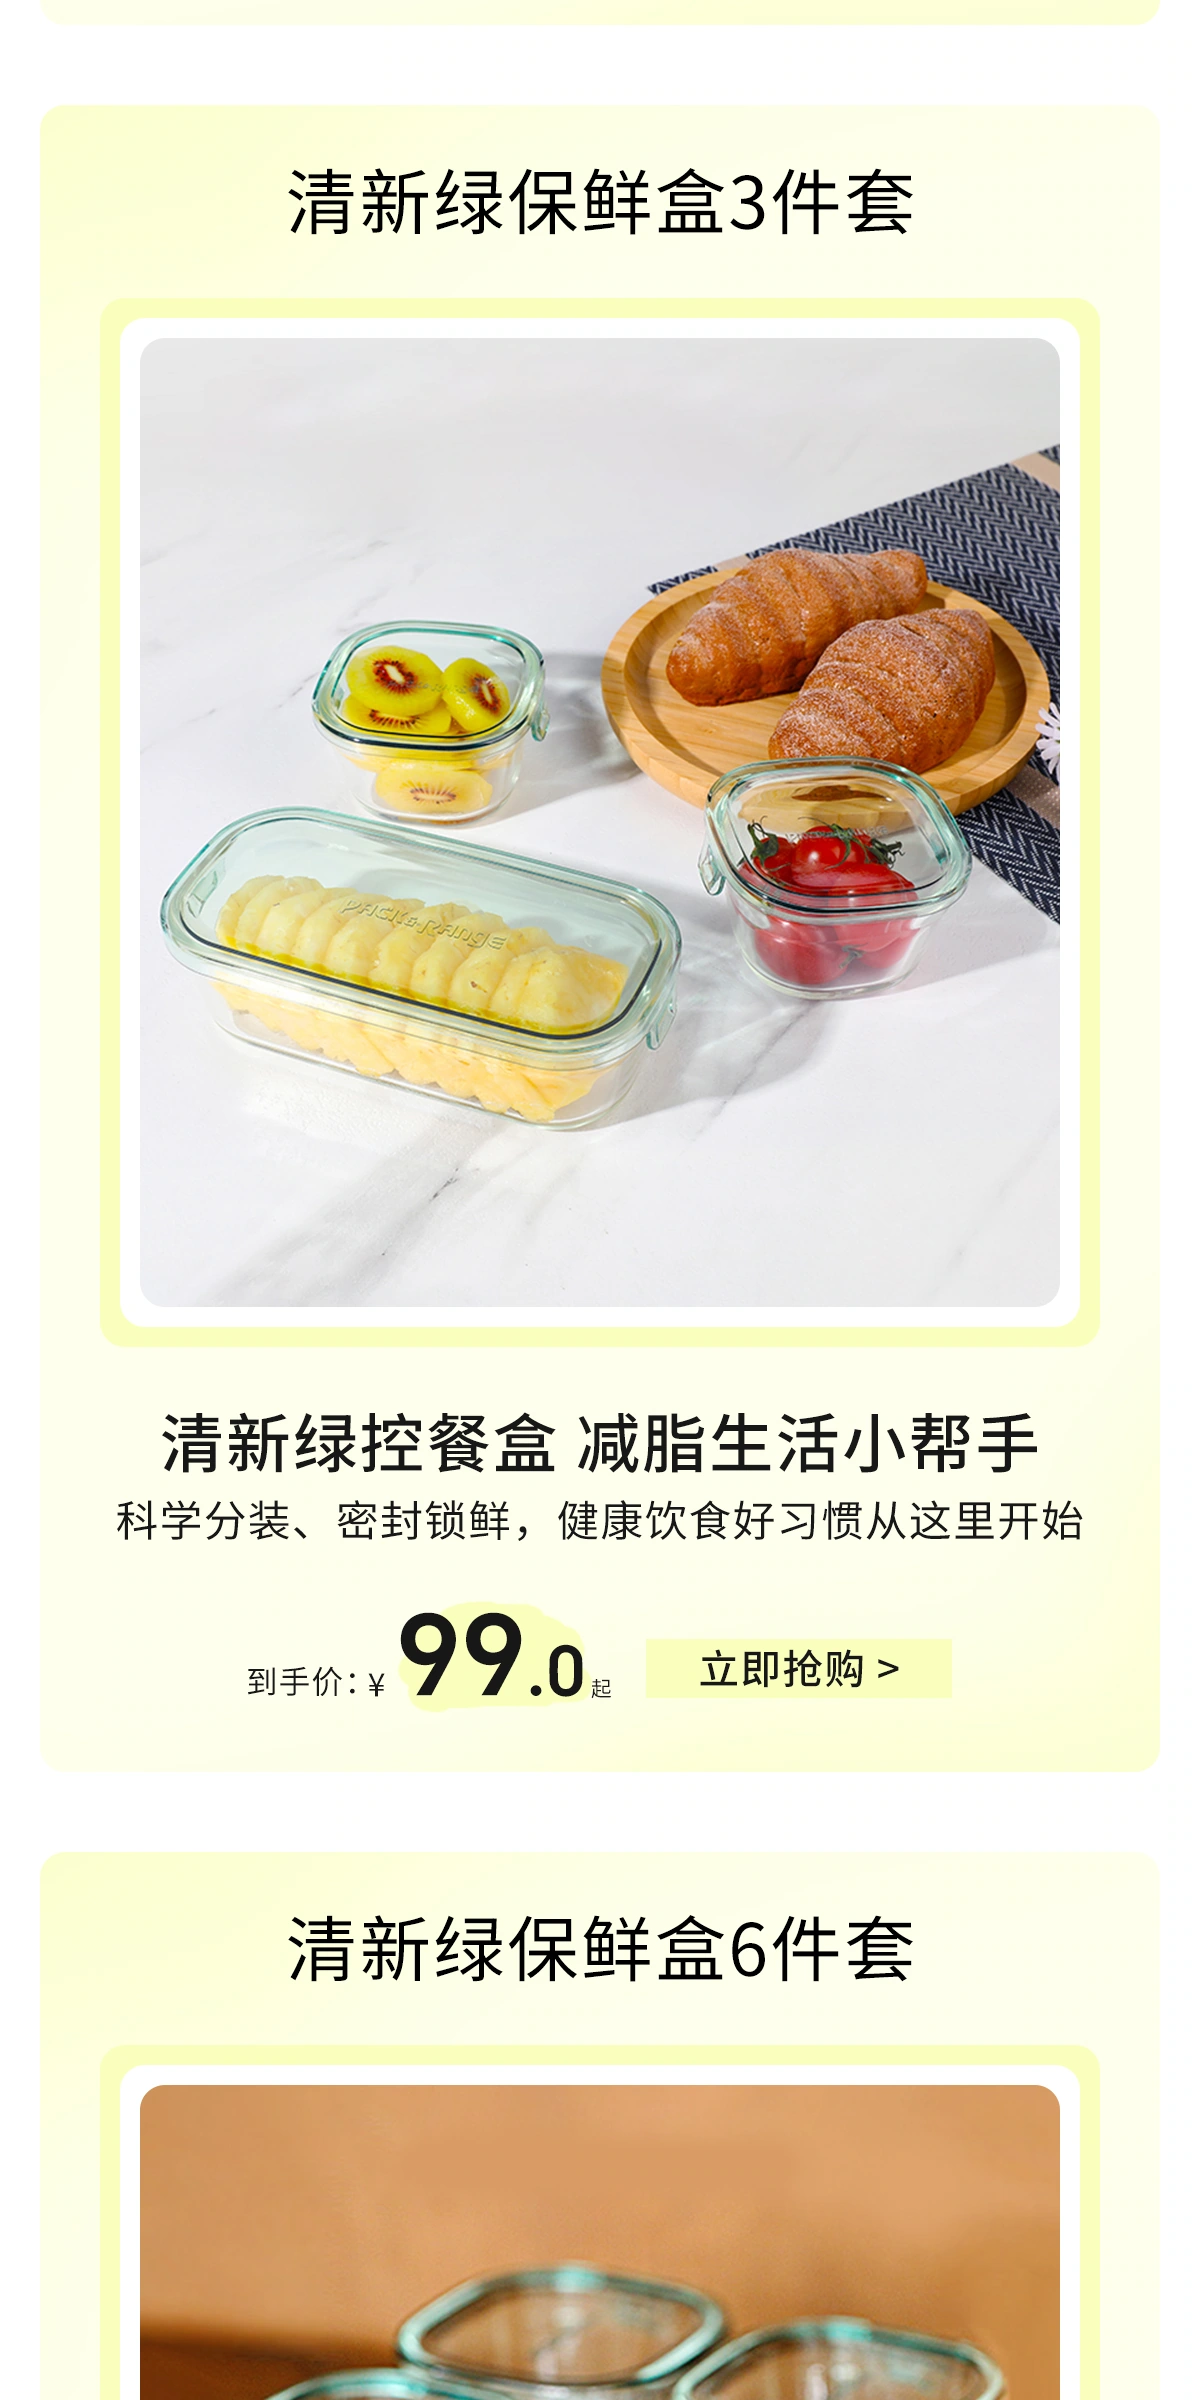 清新绿保鲜盒3件套
PACK&Range
清新绿控餐盒 减脂生活小帮手
科学分装、密封锁鲜，健康饮食好习惯从这里开始
到手价：¥ 99.0起 立即抢购 >
清新绿保鲜盒6件套